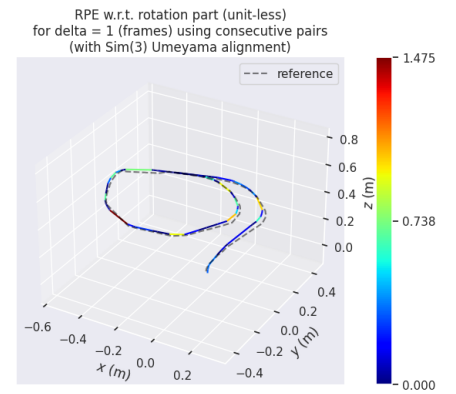 RPE w.r.t. rotation part (unit-less)
for delta = 1 (frames) using consecutive pairs
(with Sim(3) Umeyama alignment)
reference
1.475
0.738
0.000
0.8
0.6
0.4
0.2
0.0
z (m)
0.4
0.2
0.0
−0.2
−0.4
y (m)
−0.6
−0.4
−0.2
0.0
0.2
x (m)